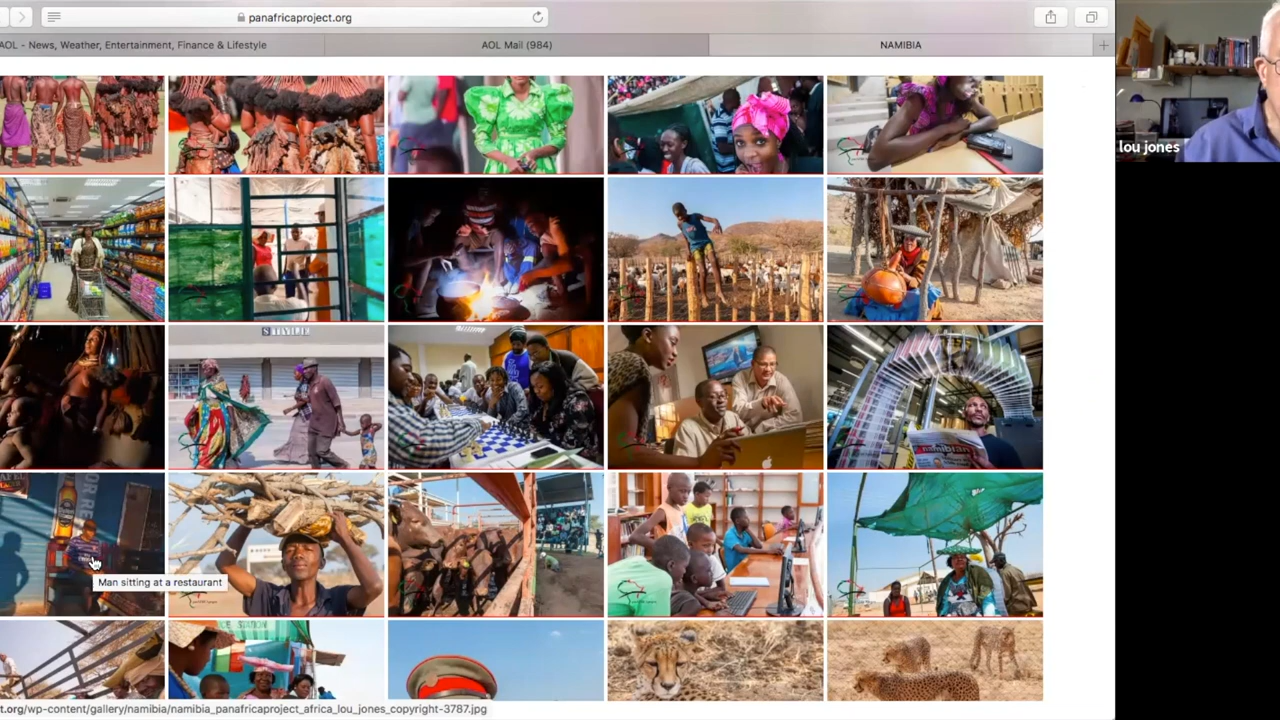 panafricaproject.org
AOL - News, Weather, Entertainment, Finance & Lifestyle
AOL Mail (984)
NAMIBIA
lou jones
namibian
Man sitting at a restaurant
t.org/wp-content/gallery/namibia/namibia_panafricaproject_africa_lou_jones_copyright-3787.jpg